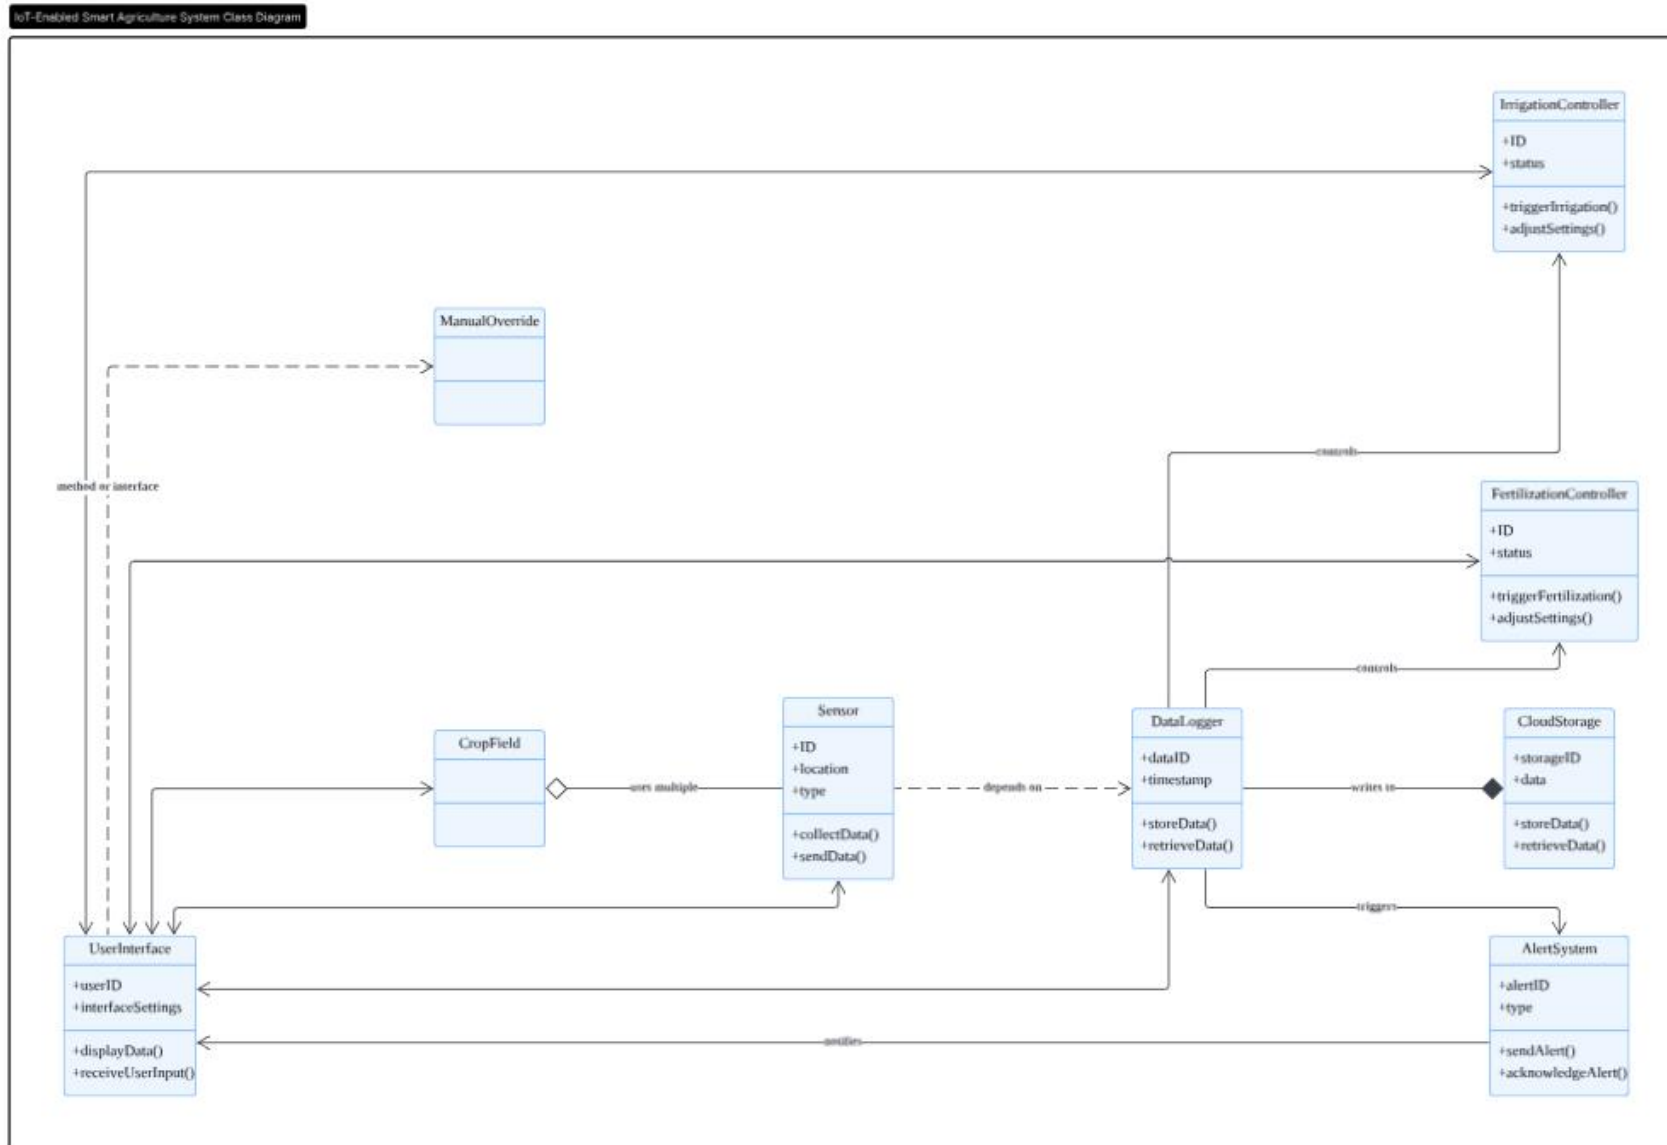 IoT-Enabled Smart Agriculture System Class Diagram
IrrigationController
+ID
+status
+triggerIrrigation()
+adjustSettings()
ManualOverride
controls
method or interface
FertilizationController
+ID
+status
+triggerFertilization()
+adjustSettings()
controls
Sensor
+ID
+location
+type
+collectData()
+sendData()
DataLogger
+dataID
+timestamp
+storeData()
+retrieveData()
CloudStorage
+storageID
+data
+storeData()
+retrieveData()
CropField
uses multiple
depends on
writes in
triggers
UserInterface
+userID
+interfaceSettings
+displayData()
+receiveUserInput()
AlertSystem
+alertID
+type
+sendAlert()
+acknowledgeAlert()
notifies